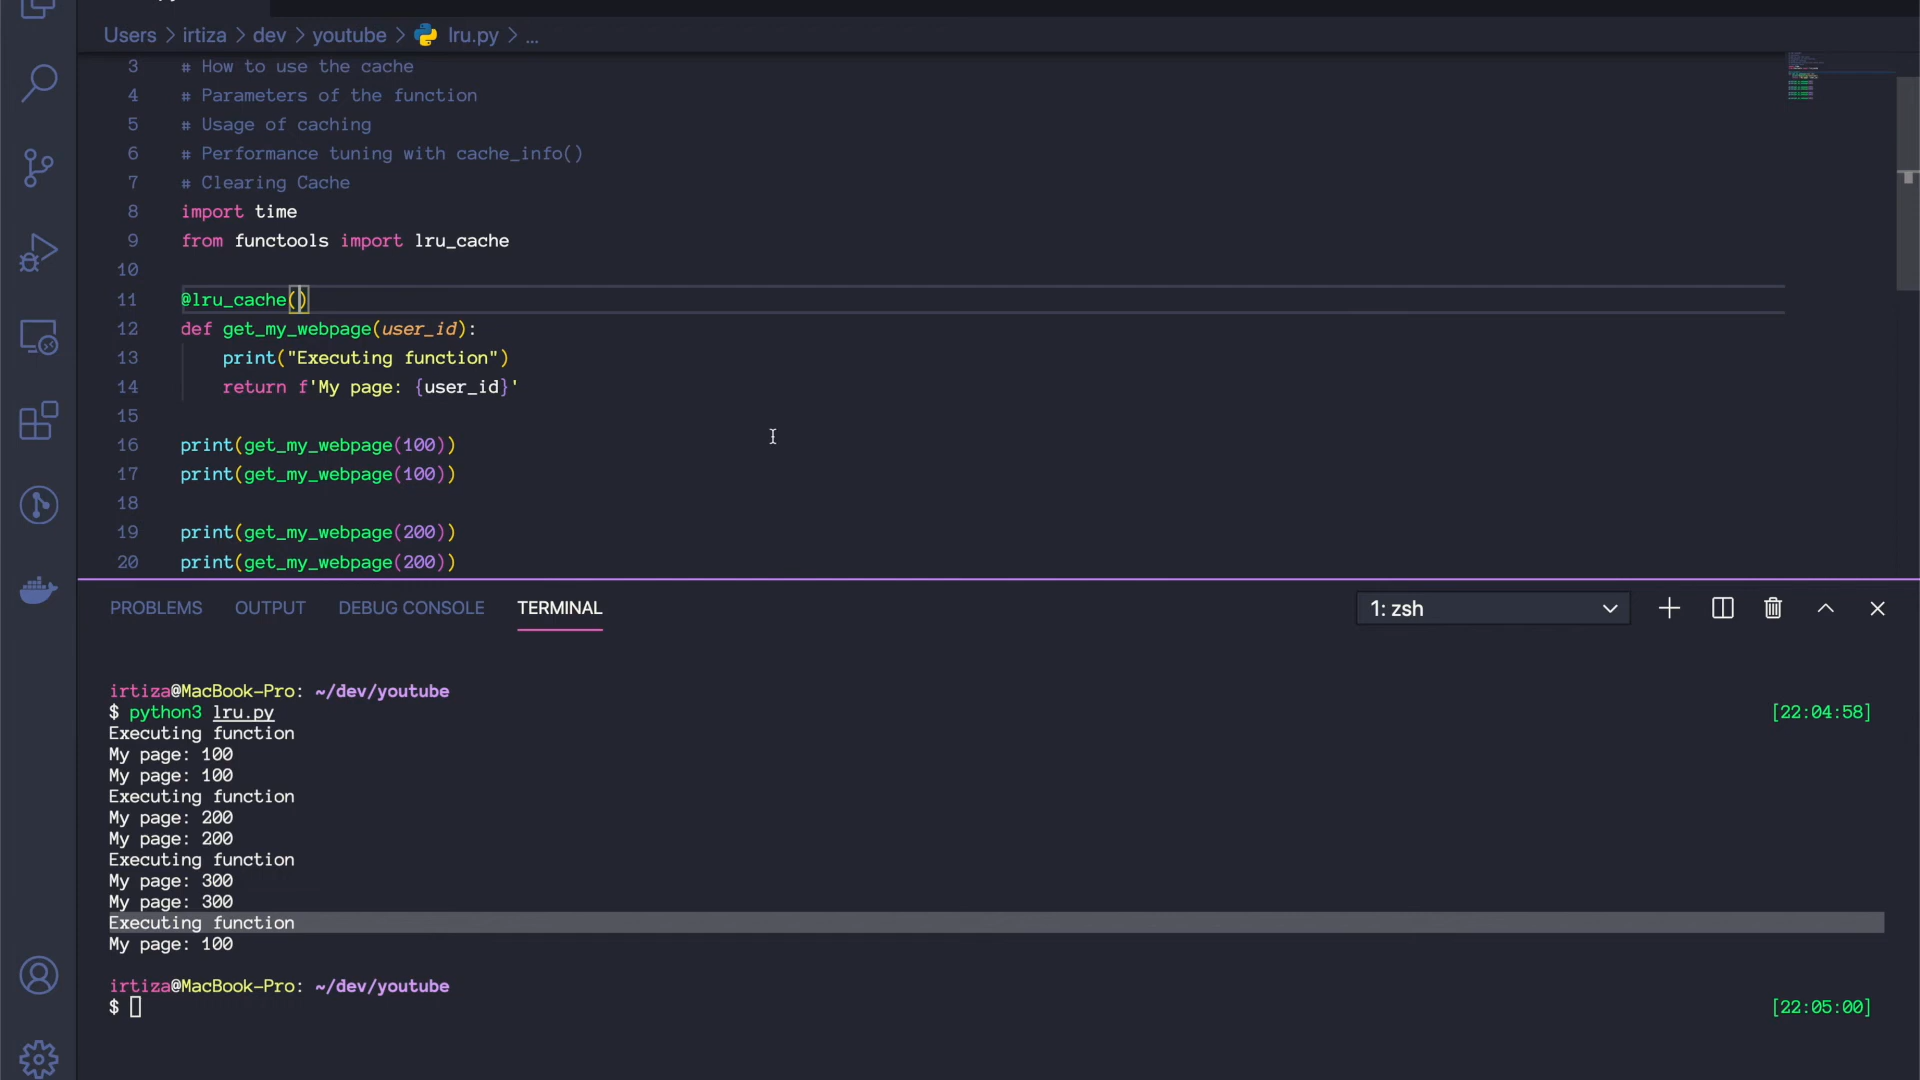 Users > irtiza > dev > youtube > lru.py > ...
3 # How to use the cache
4 # Parameters of the function
5 # Usage of caching
6 # Performance tuning with cache_info()
7 # Clearing Cache
8 import time
9 from functools import lru_cache
10
11 @lru_cache()
12 def get_my_webpage(user_id):
13     print("Executing function")
14     return f'My page: {user_id}'
15
16 print(get_my_webpage(100))
17 print(get_my_webpage(100))
18
19 print(get_my_webpage(200))
20 print(get_my_webpage(200))
PROBLEMS OUTPUT DEBUG CONSOLE TERMINAL 1: zsh
irtiza@MacBook-Pro: ~/dev/youtube
$ python3 lru.py [22:04:58]
Executing function
My page: 100
My page: 100
Executing function
My page: 200
My page: 200
Executing function
My page: 300
My page: 300
Executing function
My page: 100
irtiza@MacBook-Pro: ~/dev/youtube
$ [22:05:00]